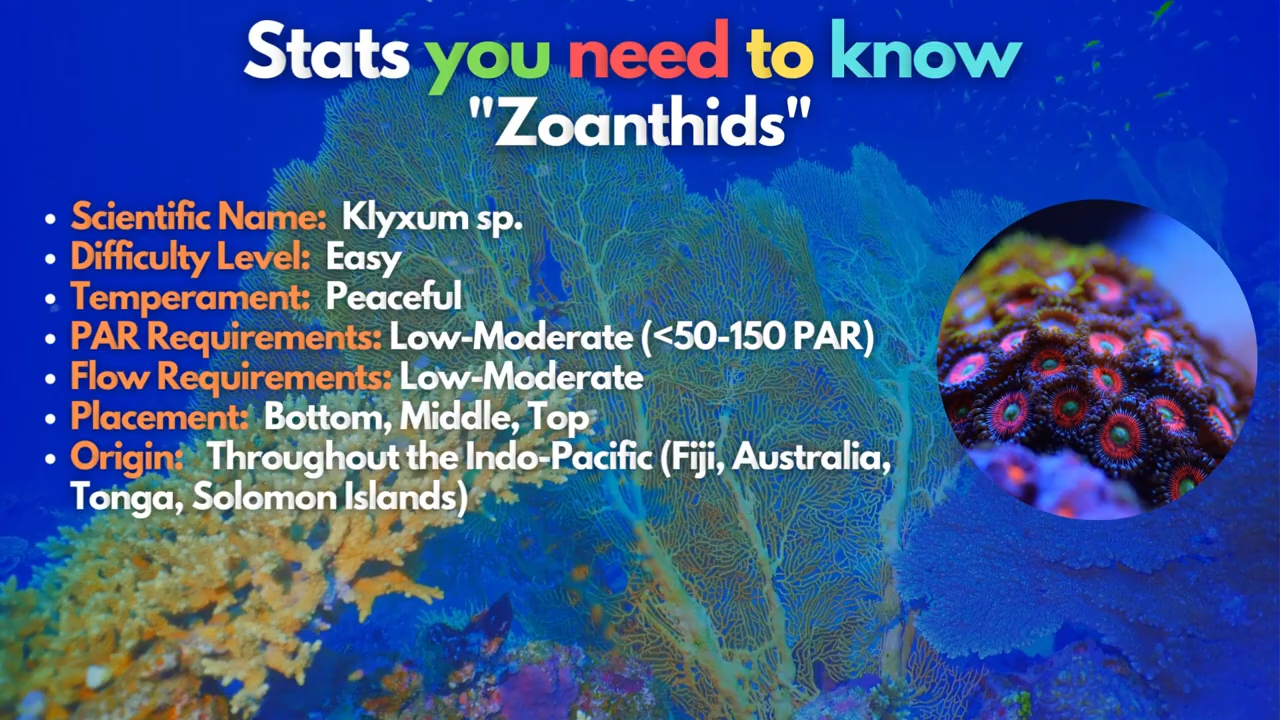 Stats you need to know
"Zoanthids"
• Scientific Name: Klyxum sp.
• Difficulty Level: Easy
• Temperament: Peaceful
• PAR Requirements: Low-Moderate (<50-150 PAR)
• Flow Requirements: Low-Moderate
• Placement: Bottom, Middle, Top
• Origin: Throughout the Indo-Pacific (Fiji, Australia,
Tonga, Solomon Islands)